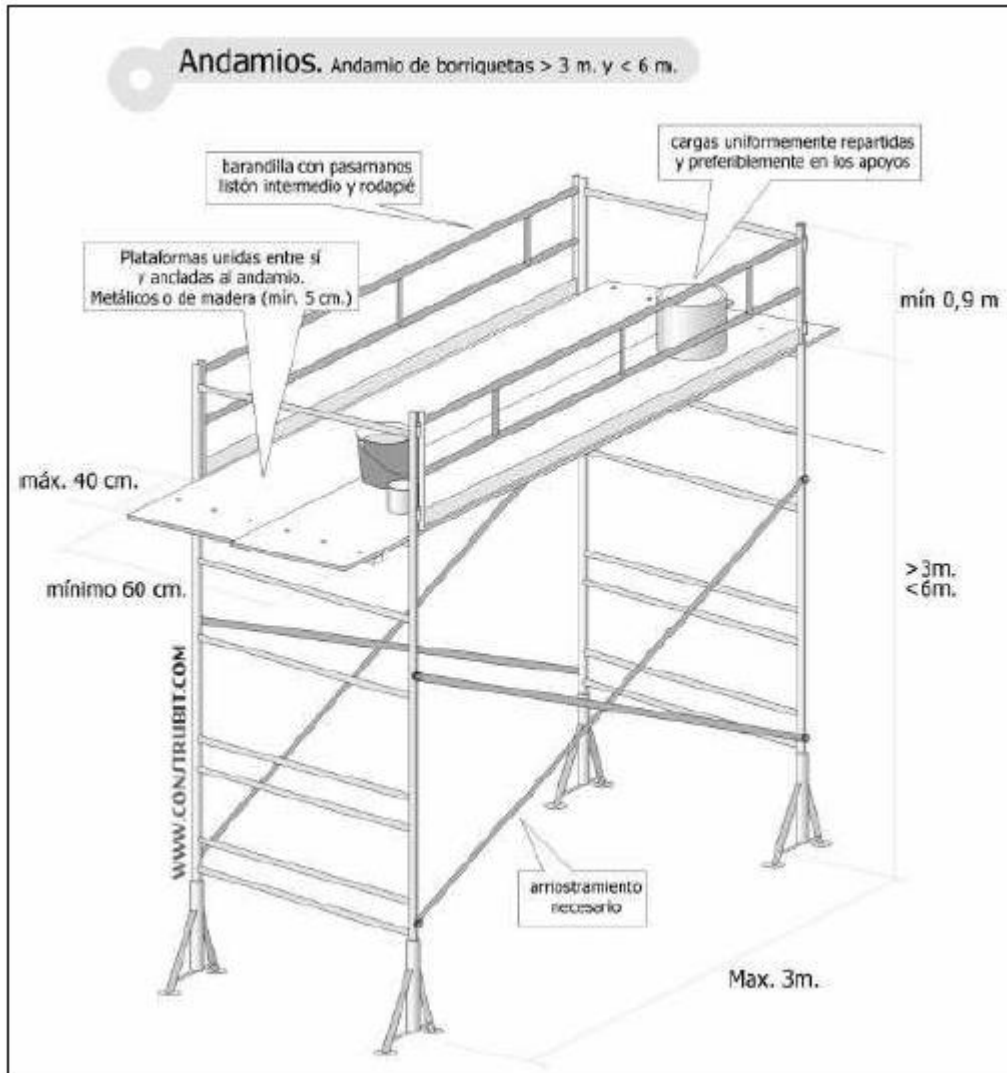 Andamios. Andamio de borriquetas > 3 m. y < 6 m.
barandilla con pasamanos
listón intermedio y rodapié
cargas uniformemente repartidas
y preferiblemente en los apoyos
Plataformas unidas entre sí
y ancladas al andamio.
Metálicos o de madera (min. 5 cm.)
mín 0,9 m
máx. 40 cm.
mínimo 60 cm.
>3m.
<6m.
WWW.CONSTRUBIT.COM
arriostramiento
necesario
Max. 3m.